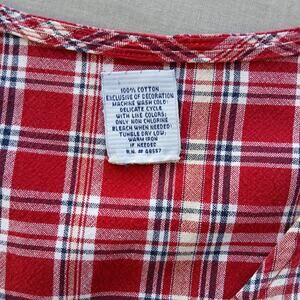 100% COTTON
EXCLUSIVE OF DECORATION
MACHINE WASH COLD:
DELICATE CYCLE
WITH LIKE COLORS;
ONLY NON CHLORINE
BLEACH WHEN NEEDED;
TUMBLE DRY LOW;
WARM IRON
IF NEEDED
R.N. # 66557